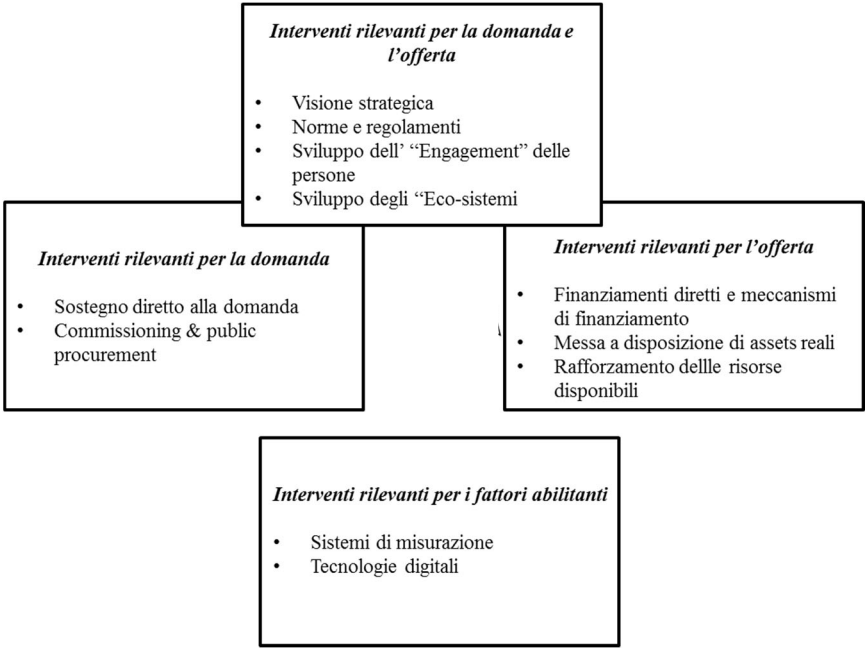 Interventi rilevanti per la domanda e
l'offerta
• Visione strategica
• Norme e regolamenti
• Sviluppo dell' “Engagement” delle
persone
• Sviluppo degli “Eco-sistemi
Interventi rilevanti per la domanda
• Sostegno diretto alla domanda
• Commissioning & public
procurement
Interventi rilevanti per l'offerta
• Finanziamenti diretti e meccanismi
di finanziamento
• Messa a disposizione di assets reali
• Rafforzamento dellle risorse
disponibili
Interventi rilevanti per i fattori abilitanti
• Sistemi di misurazione
• Tecnologie digitali